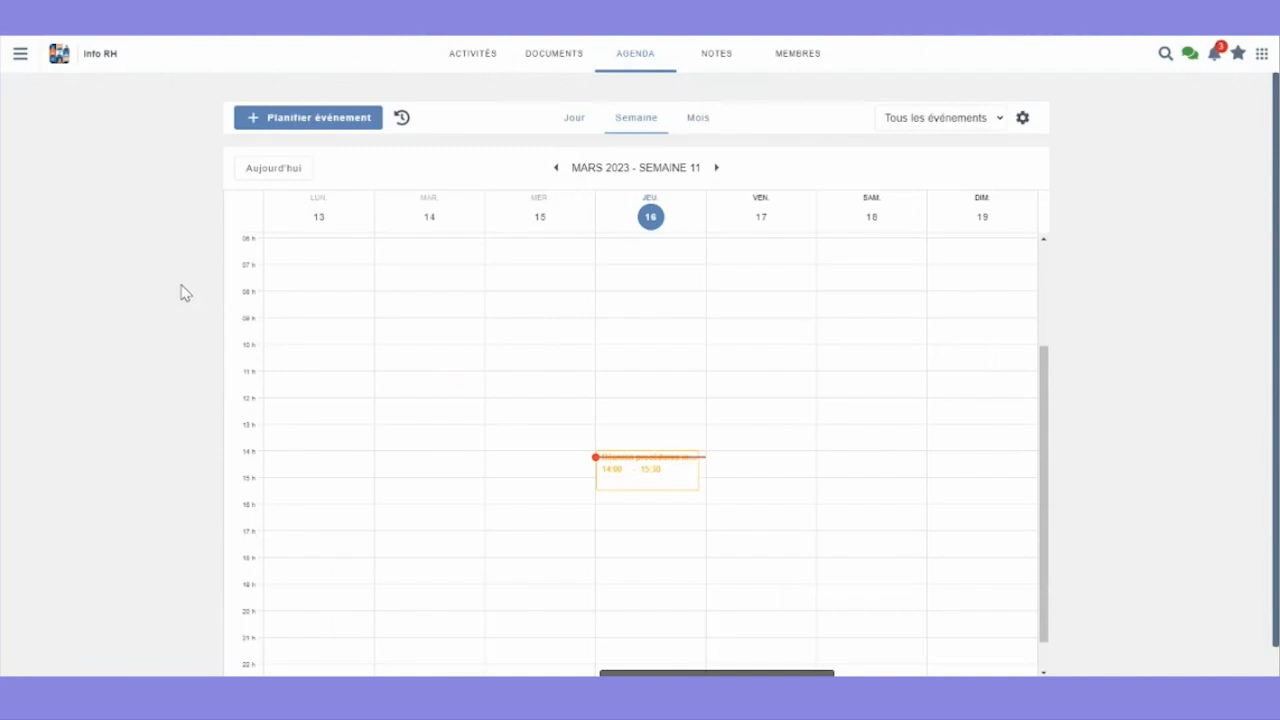 Info RH
ACTIVITÉS DOCUMENTS AGENDA NOTES MEMBRES
3
+ Planifier événement
Jour Semaine Mois
Tous les événements
Aujourd'hui
MARS 2023 - SEMAINE 11
LUN. MAR. MER. JEU. VEN. SAM. DIM.
13 14 15 16 17 18 19
06 h
07 h
08 h
09 h
10 h
11 h
12 h
13 h
14 h
Réunion procédures
14:00 - 15:30
15 h
16 h
17 h
18 h
19 h
20 h
21 h
22 h